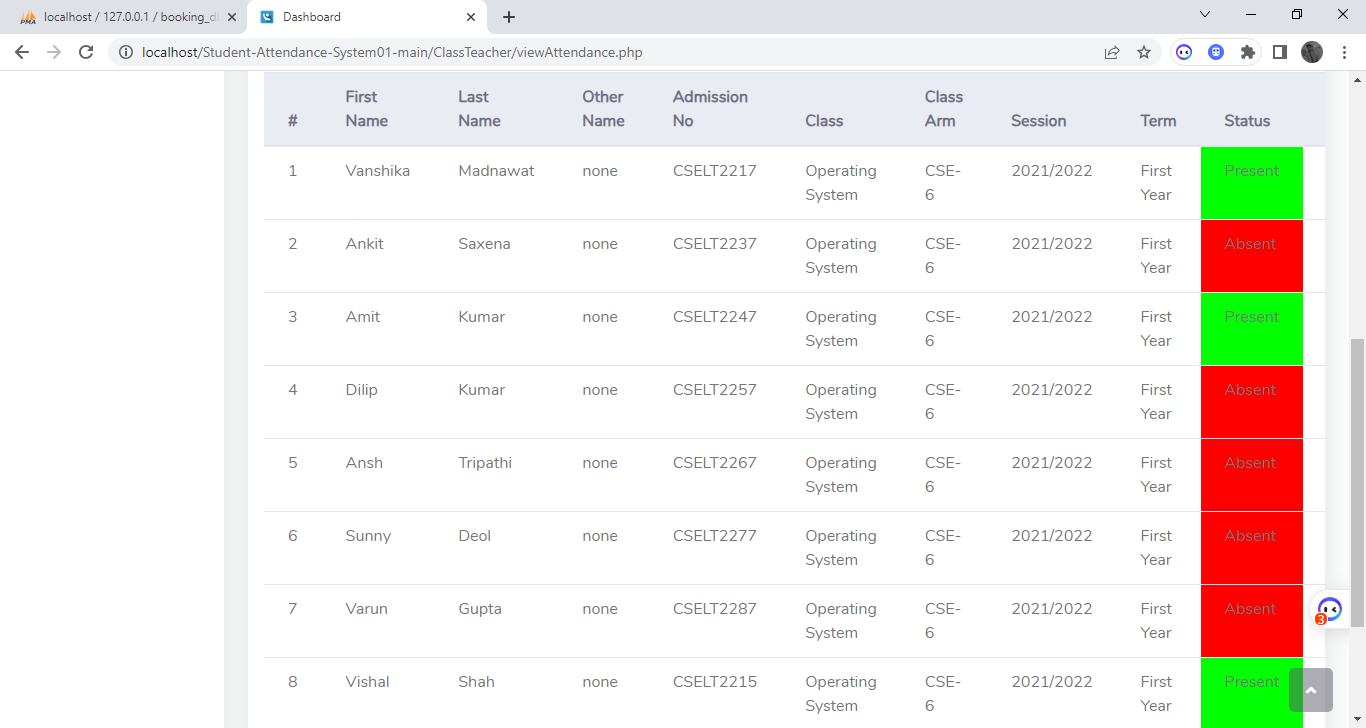 localhost / 127.0.0.1 / booking_di
Dashboard
localhost/Student-Attendance-System01-main/ClassTeacher/viewAttendance.php
# First Name Last Name Other Name Admission No Class Class Arm Session Term Status
1 Vanshika Madnawat none CSELT2217 Operating System CSE-6 2021/2022 First Year Present
2 Ankit Saxena none CSELT2237 Operating System CSE-6 2021/2022 First Year Absent
3 Amit Kumar none CSELT2247 Operating System CSE-6 2021/2022 First Year Present
4 Dilip Kumar none CSELT2257 Operating System CSE-6 2021/2022 First Year Absent
5 Ansh Tripathi none CSELT2267 Operating System CSE-6 2021/2022 First Year Absent
6 Sunny Deol none CSELT2277 Operating System CSE-6 2021/2022 First Year Absent
7 Varun Gupta none CSELT2287 Operating System CSE-6 2021/2022 First Year Absent
3
8 Vishal Shah none CSELT2215 Operating System CSE-6 2021/2022 First Year Present